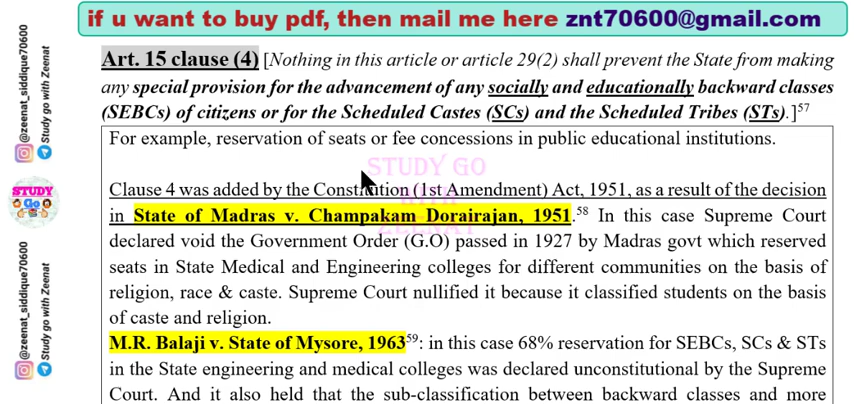 if u want to buy pdf, then mail me here znt70600@gmail.com
Art. 15 clause (4) [Nothing in this article or article 29(2) shall prevent the State from making
any special provision for the advancement of any socially and educationally backward classes
(SEBCs) of citizens or for the Scheduled Castes (SCs) and the Scheduled Tribes (STs).]57
For example, reservation of seats or fee concessions in public educational institutions.
Clause 4 was added by the Constitution (1st Amendment) Act, 1951, as a result of the decision
in State of Madras v. Champakam Dorairajan, 1951.58 In this case Supreme Court
declared void the Government Order (G.O) passed in 1927 by Madras govt which reserved
seats in State Medical and Engineering colleges for different communities on the basis of
religion, race & caste. Supreme Court nullified it because it classified students on the basis
of caste and religion.
M.R. Balaji v. State of Mysore, 196359: in this case 68% reservation for SEBCs, SCs & STs
in the State engineering and medical colleges was declared unconstitutional by the Supreme
Court. And it also held that the sub-classification between backward classes and more
STUDY GO
WITH
ZEENAT
@zeenat_siddique70600
Study go with Zeenat
STUDY
Go
@zeenat_siddique70600
Study go with Zeenat